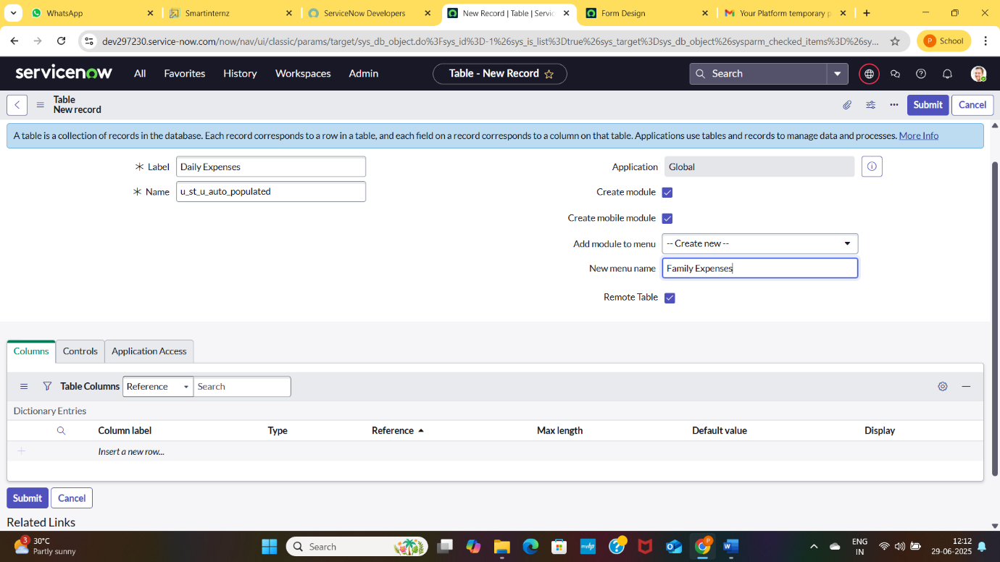 WhatsApp
Smartinternz
ServiceNow Developers
New Record | Table | Servic
Form Design
Your Platform temporary p
dev297230.service-now.com/now/nav/ui/classic/params/target/sys_db_object.do%3Fsys_id%3D-1%26sys_is_list%3Dtrue%26sys_target%3Dsys_db_object%26sysparm_checked_items%3D%26sy...
P School
servicenow All Favorites History Workspaces Admin Table - New Record Search
Table
New record
Submit Cancel
A table is a collection of records in the database. Each record corresponds to a row in a table, and each field on a record corresponds to a column on that table. Applications use tables and records to manage data and processes. More Info
Label Daily Expenses Application Global
Name u_st_u_auto_populated Create module
Create mobile module
Add module to menu -- Create new --
New menu name Family Expenses
Remote Table
Columns Controls Application Access
Table Columns Reference Search
Dictionary Entries
Column label Type Reference Max length Default value Display
Insert a new row...
Submit Cancel
Related Links
3 30°C
Partly sunny
Search
ENG
IN
12:12
29-06-2025